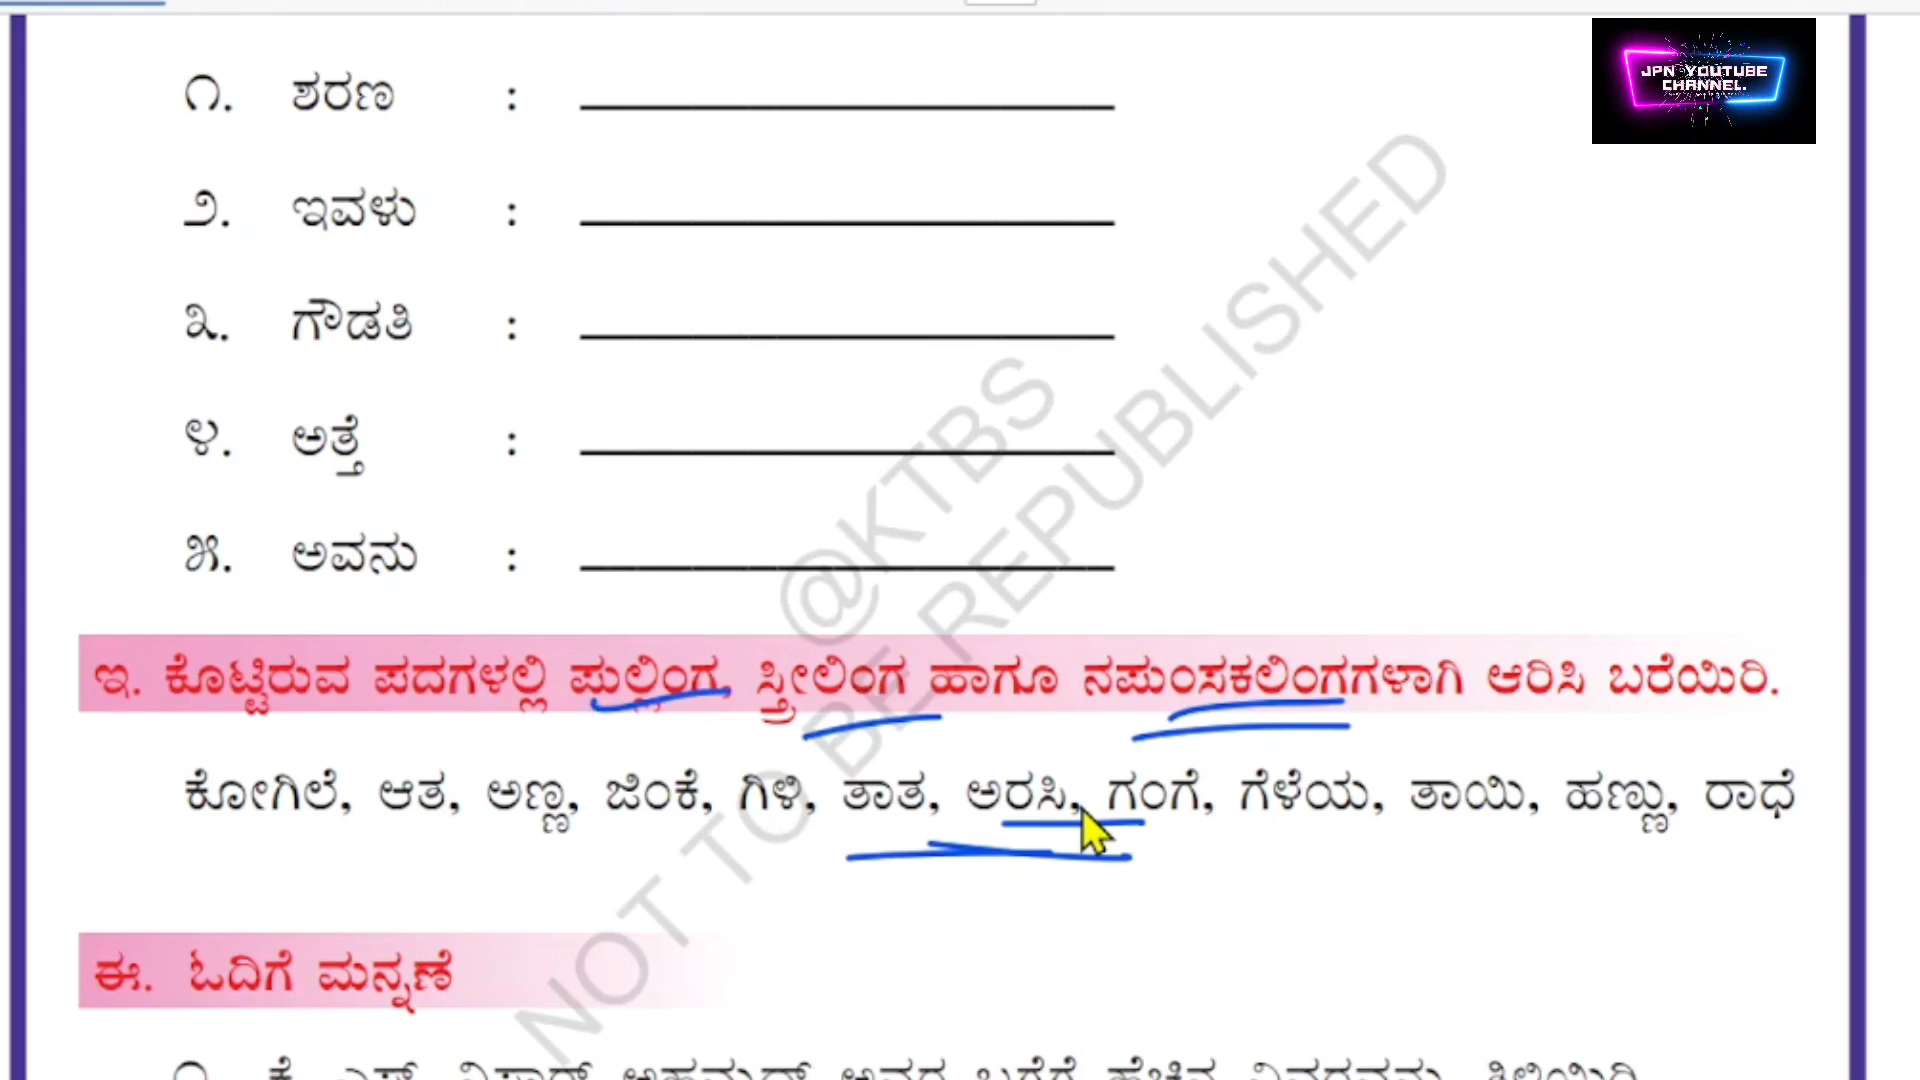 JPN YOUTUBE
CHANNEL.
೧. ಶರಣ :
೨. ಇವಳು :
೩. ಗೌಡತಿ :
೪. ಅತ್ತೆ :
೫. ಅವನು :
@KTBS
NOT TO BE REPUBLISHED
ಇ. ಕೊಟ್ಟಿರುವ ಪದಗಳಲ್ಲಿ ಪುಲ್ಲಿಂಗ, ಸ್ತ್ರೀಲಿಂಗ ಹಾಗೂ ನಪುಂಸಕಲಿಂಗಗಳಾಗಿ ಆರಿಸಿ ಬರೆಯಿರಿ.
ಕೋಗಿಲೆ, ಆತ, ಅಣ್ಣ, ಜಿಂಕೆ, ಗಿಳಿ, ತಾತ, ಅರಸಿ, ಗಂಗೆ, ಗೆಳೆಯ, ತಾಯಿ, ಹಣ್ಣು, ರಾಧೆ
ಈ. ಓದಿಗೆ ಮನ್ನಣೆ